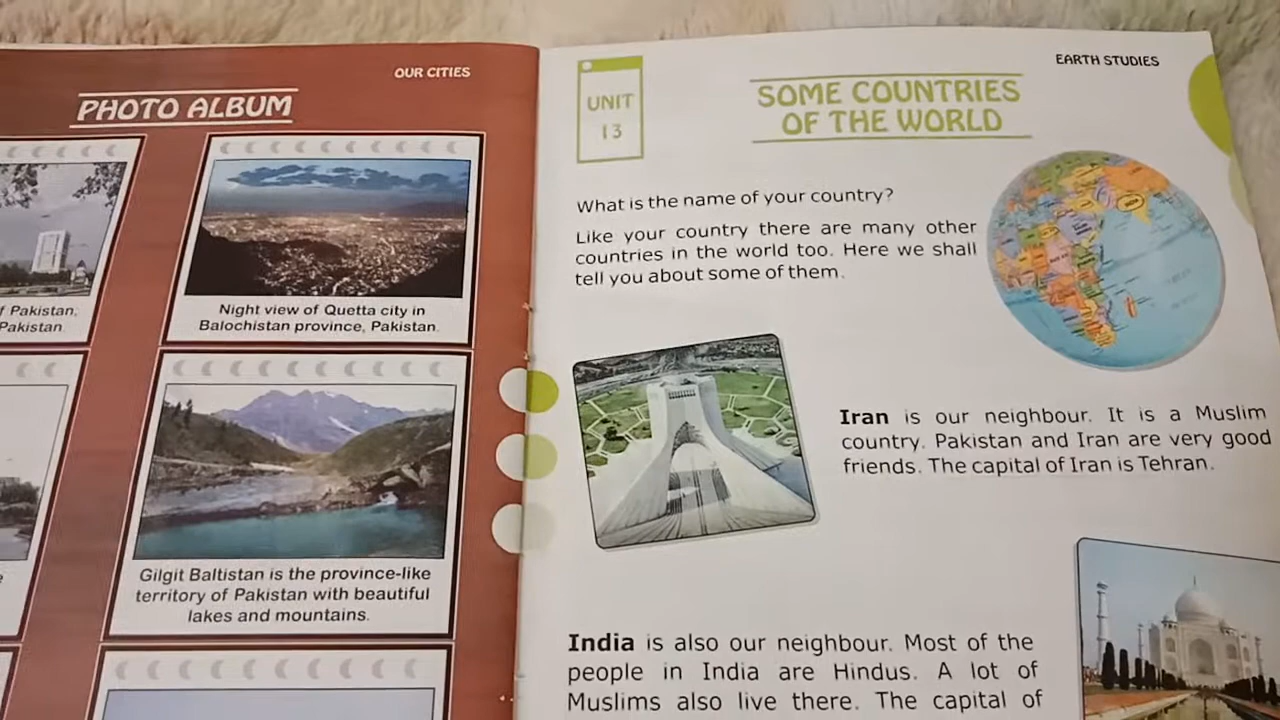 OUR CITIES
PHOTO ALBUM
f Pakistan,
Pakistan
Night view of Quetta city in
Balochistan province, Pakistan.
Gilgit Baltistan is the province-like
territory of Pakistan with beautiful
lakes and mountains.
EARTH STUDIES
UNIT
13
SOME COUNTRIES
OF THE WORLD
What is the name of your country?
Like your country there are many other
countries in the world too. Here we shall
tell you about some of them.
Iran is our neighbour. It is a Muslim
country. Pakistan and Iran are very good
friends. The capital of Iran is Tehran.
India is also our neighbour. Most of the
people in India are Hindus. A lot of
Muslims also live there. The capital of